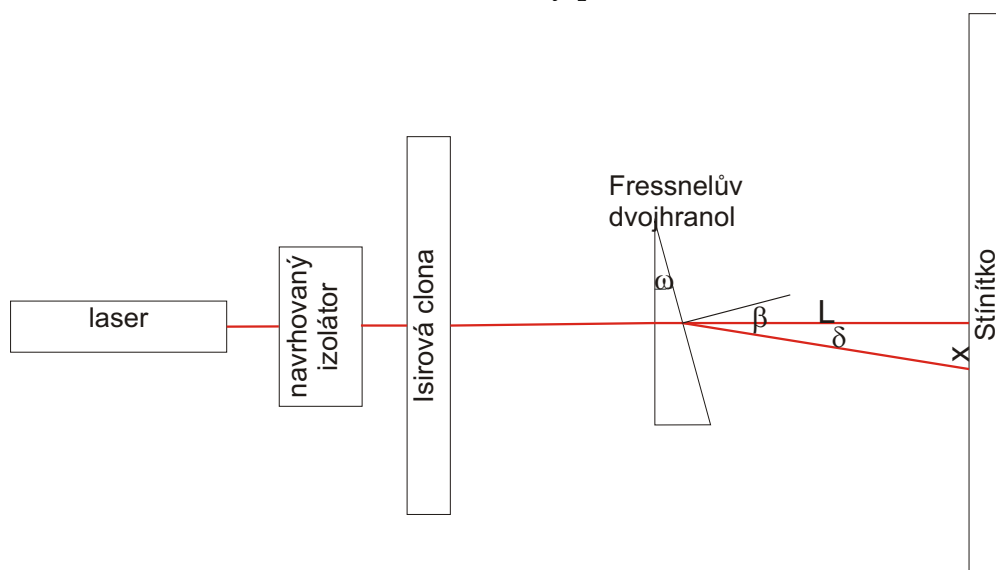 Fressnelův
dvojhranol
laser
navrhovaný
izolátor
Isirová clona
ω
β
L
δ
x
Stínítko